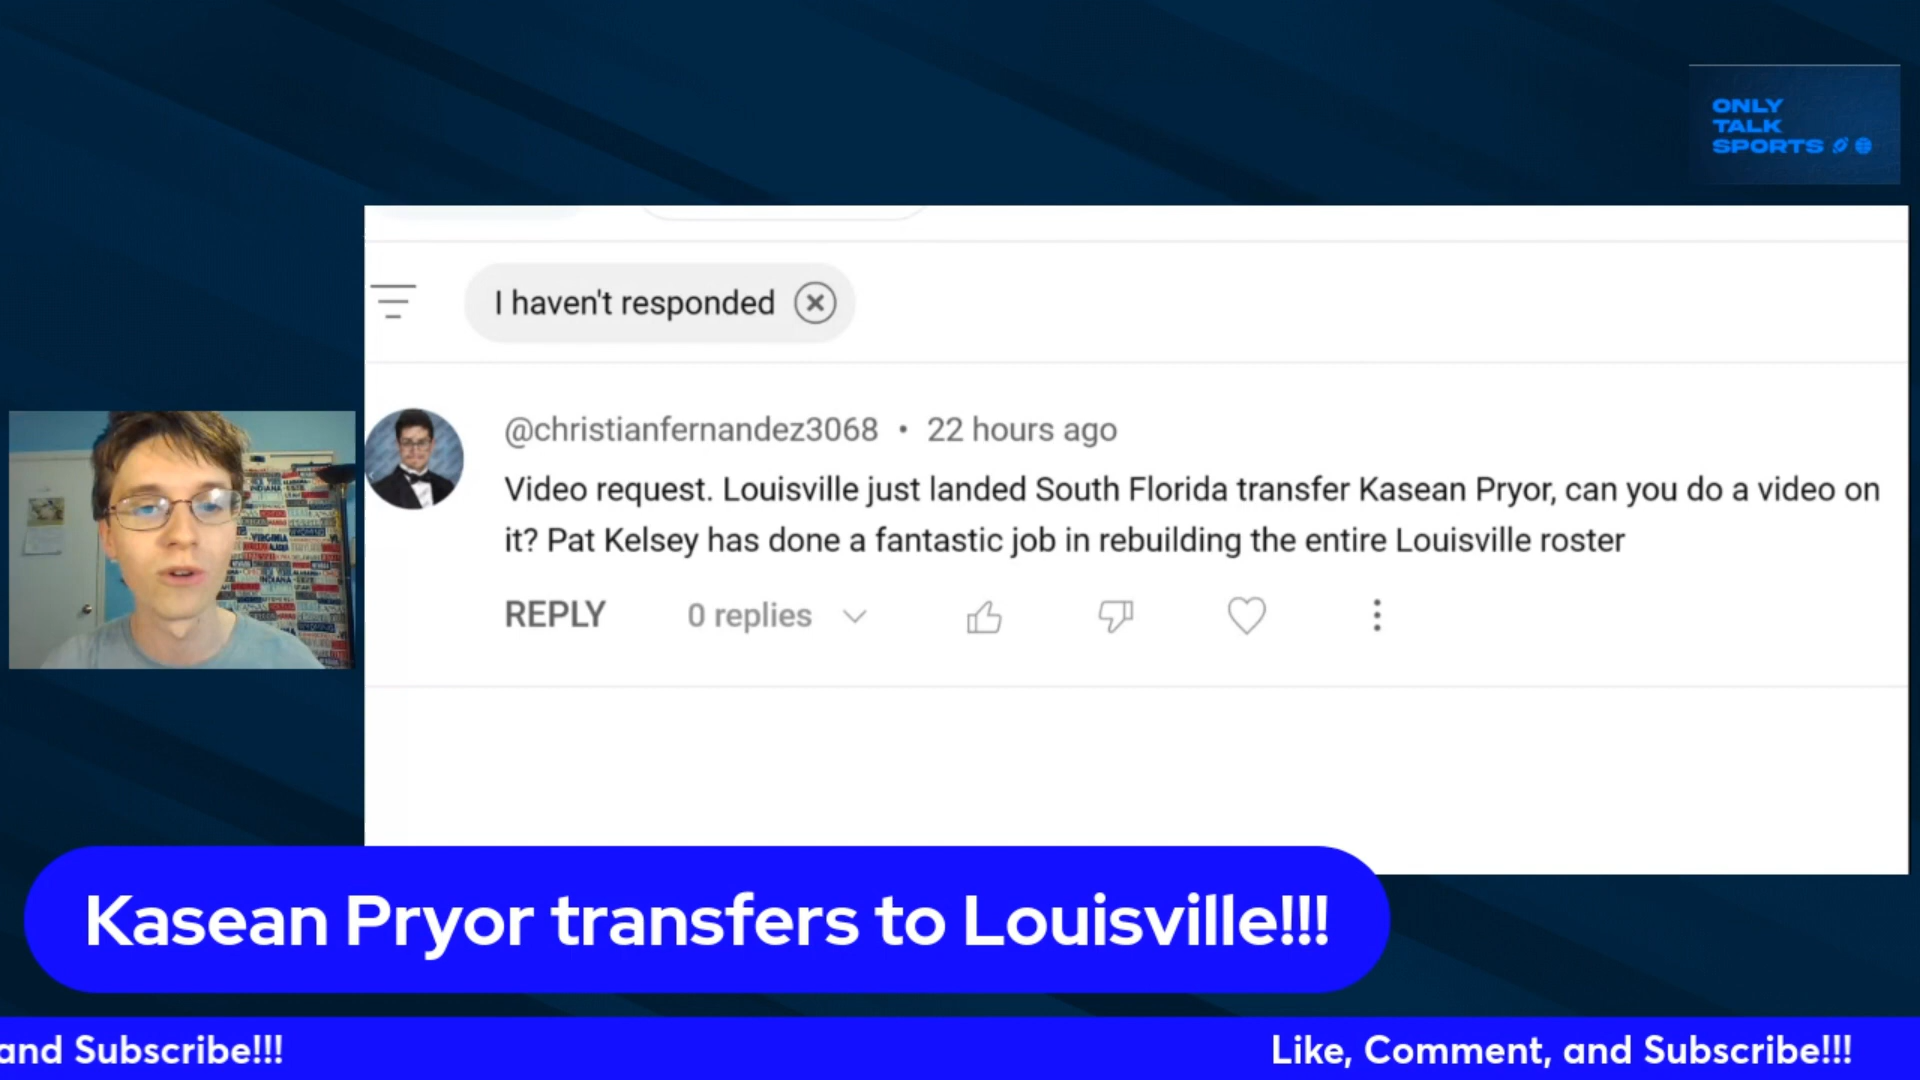 ONLY
TALK
SPORTS
I haven't responded
@christianfernandez3068 • 22 hours ago
Video request. Louisville just landed South Florida transfer Kasean Pryor, can you do a video on
it? Pat Kelsey has done a fantastic job in rebuilding the entire Louisville roster
REPLY 0 replies
VIRGINIA
INDIANA
Kasean Pryor transfers to Louisville!!!
and Subscribe!!! Like, Comment, and Subscribe!!!